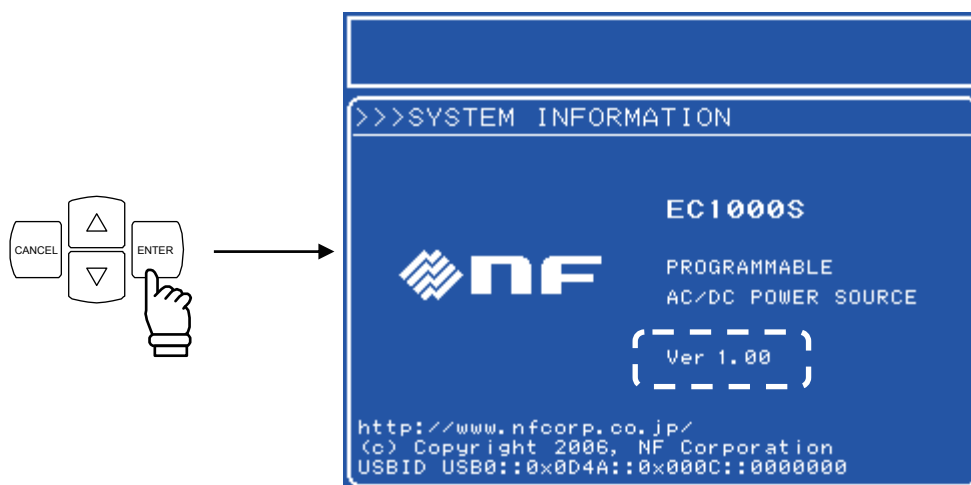 CANCEL
ENTER
>>>SYSTEM INFORMATION
EC1000S
nF
PROGRAMMABLE
AC/DC POWER SOURCE
Ver 1.00
http://www.nfcorp.co.jp/
(c) Copyright 2006, NF Corporation
USBID USB0::0x0D4A::0x000C::0000000